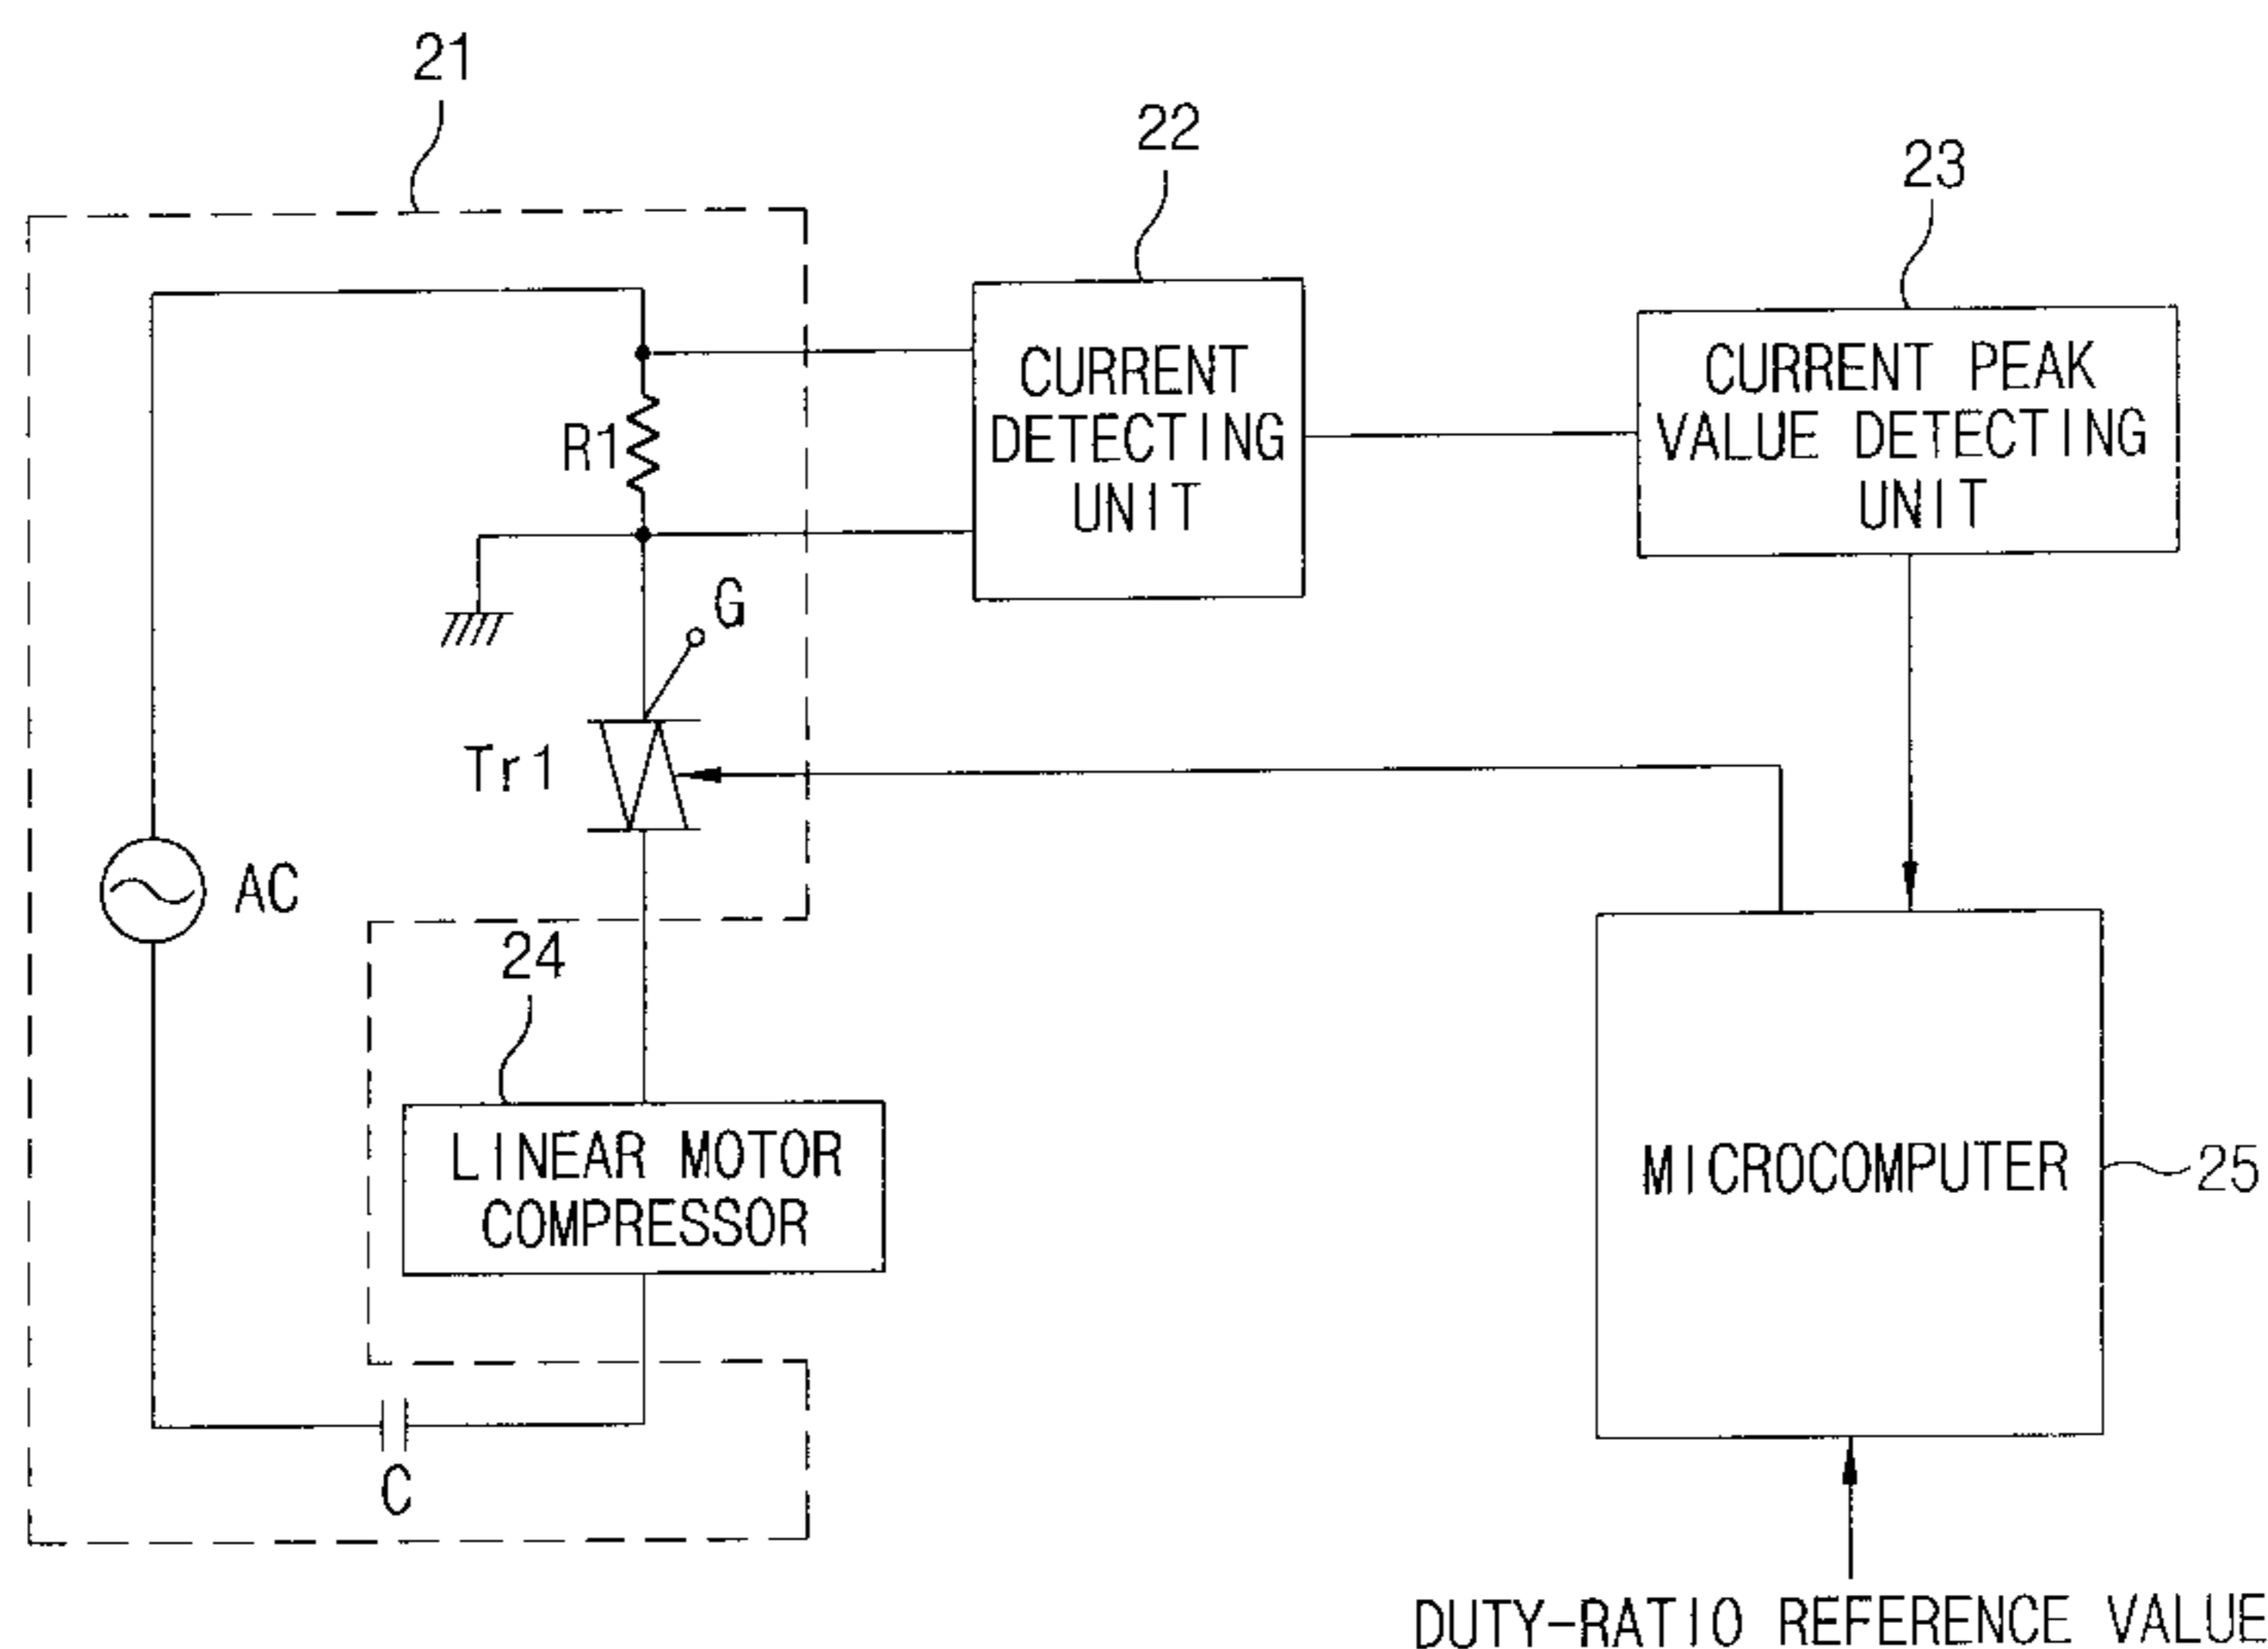 21
22
23
CURRENT
DETECTING
UNIT
CURRENT PEAK
VALUE DETECTING
UNIT
R1
G
Tr1
AC
24
LINEAR MOTOR
COMPRESSOR
MICROCOMPUTER
25
C
DUTY-RATIO REFERENCE VALUE